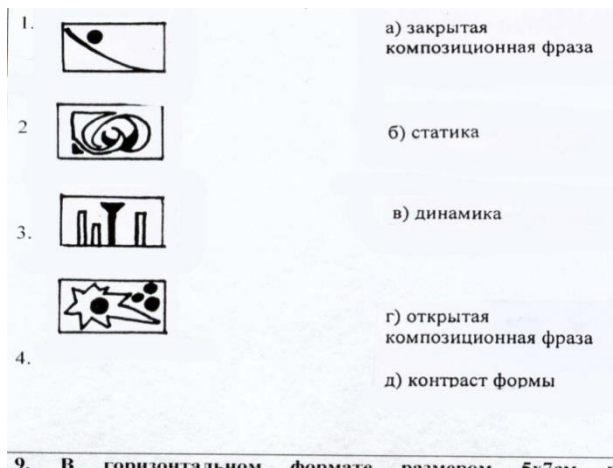 1.
а) закрытая
композиционная фраза
2
б) статика
в) динамика
3.
г) открытая
композиционная фраза
4.
д) контраст формы
9. В горизонтальном формате размером 5х7см